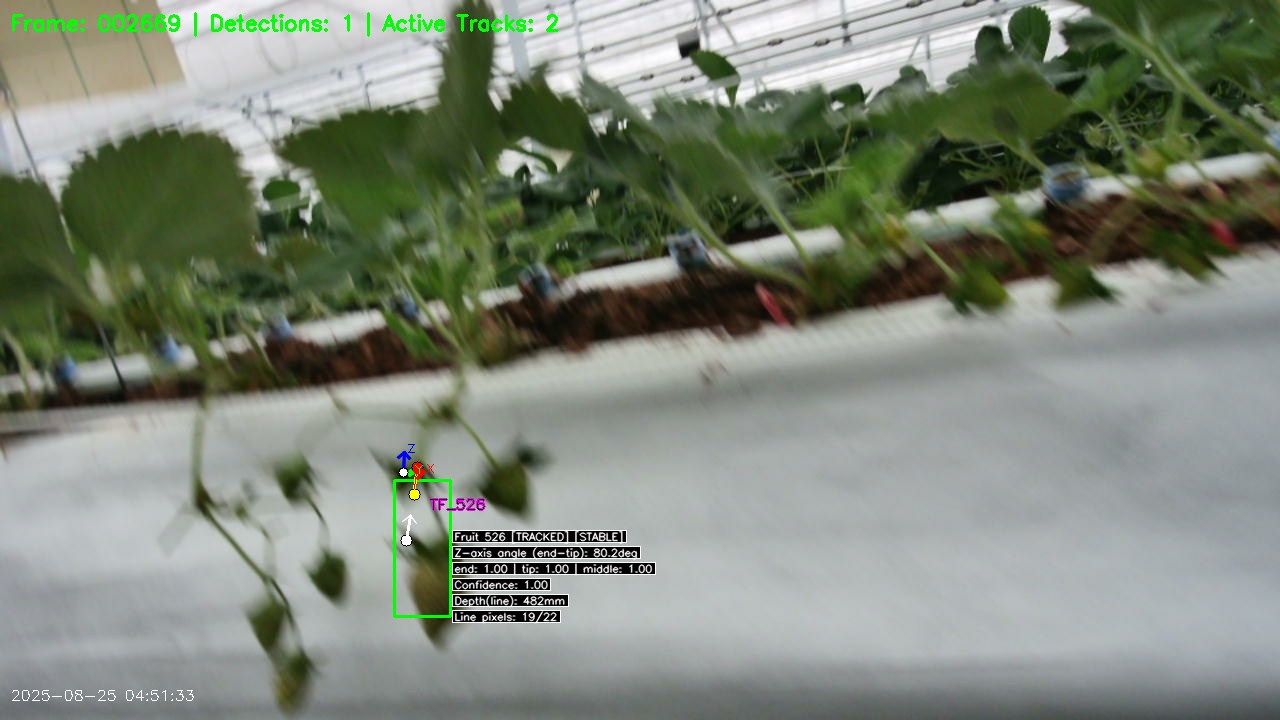 Frame: 002669 | Detections: 1 | Active Tracks: 2
Z
X
TF_526
Fruit 526 [TRACKED] [STABLE]
Z-axis angle (end-tip): 80.2deg
end: 1.00 | tip: 1.00 | middle: 1.00
Confidence: 1.00
Depth(line): 482mm
Line pixels: 19/22
2025-08-25 04:51:33